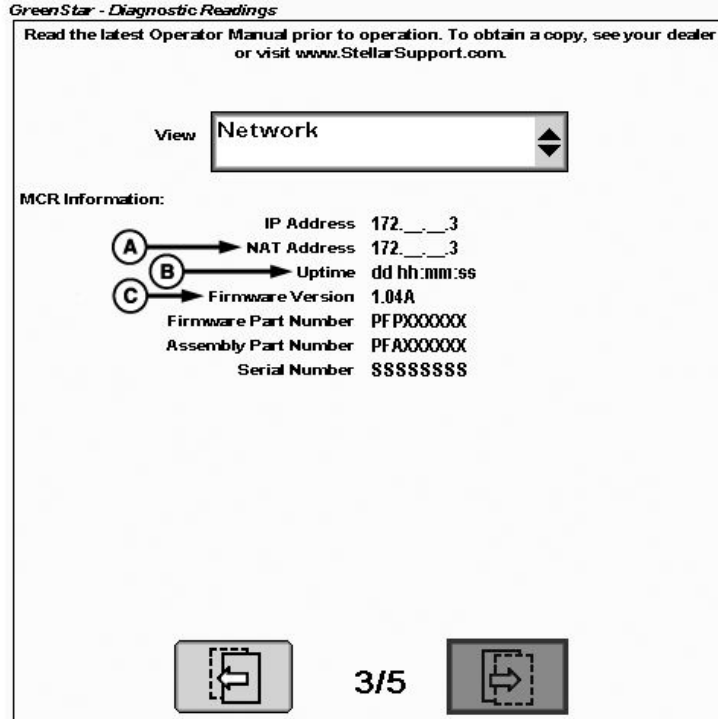 GreenStar - Diagnostic Readings
Read the latest Operator Manual prior to operation. To obtain a copy, see your dealer
or visit www.StellarSupport.com.
View Network
MCR Information:
IP Address 172.__.__.3
A NAT Address 172.__.__.3
B Uptime dd hh:mm:ss
C Firmware Version 1.04A
Firmware Part Number PFPXXXXXX
Assembly Part Number PFAXXXXXX
Serial Number SSSSSSSS
3/5